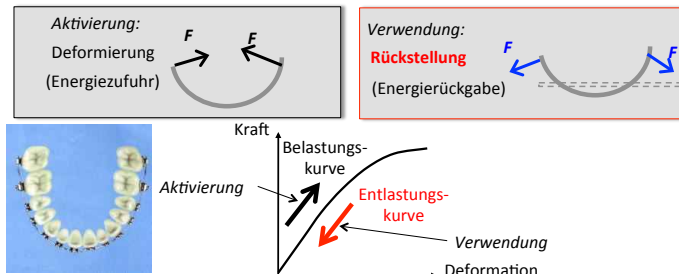 Aktivierung:
Deformierung
(Energiezufuhr)
F
F
Verwendung:
Rückstellung
(Energierückgabe)
F
F
Kraft
Belastungs-
kurve
Aktivierung
Entlastungs-
kurve
Verwendung
Deformation